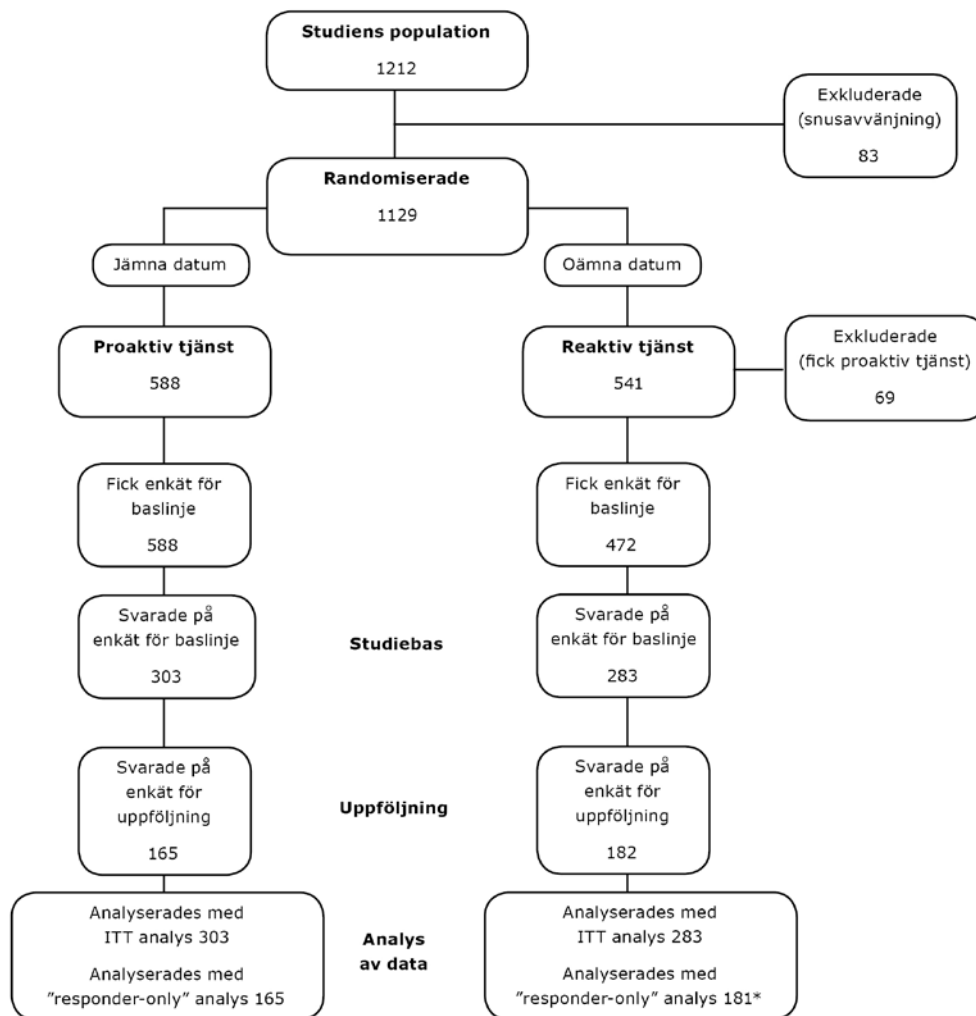 Studiens population
1212
Exkluderade
(snusavvänjning)
83
Randomiserade
1129
Jämna datum
Oämna datum
Proaktiv tjänst
588
Reaktiv tjänst
541
Exkluderade
(fick proaktiv tjänst)
69
Fick enkät för
baslinje
588
Fick enkät för
baslinje
472
Svarade på
enkät för baslinje
303
Studiebas
Svarade på
enkät för baslinje
283
Svarade på
enkät för
uppföljning
165
Uppföljning
Svarade på
enkät för
uppföljning
182
Analyserades med
ITT analys 303
Analyserades med
”responder-only” analys 165
Analys
av data
Analyserades med
ITT analys 283
Analyserades med
”responder-only” analys 181*